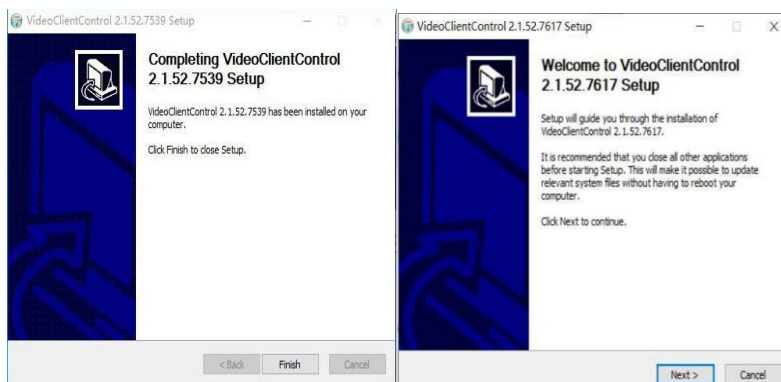 VideoClientControl 2.1.52.7539 Setup
Completing VideoClientControl
2.1.52.7539 Setup
VideoClientControl 2.1.52.7539 has been installed on your
computer.
Click Finish to close Setup.
< Back
Finish
Cancel
VideoClientControl 2.1.52.7617 Setup
Welcome to VideoClientControl
2.1.52.7617 Setup
Setup will guide you through the installation of
VideoClientControl 2.1.52.7617.
It is recommended that you close all other applications
before starting Setup. This will make it possible to update
relevant system files without having to reboot your
computer.
Click Next to continue.
Next >
Cancel